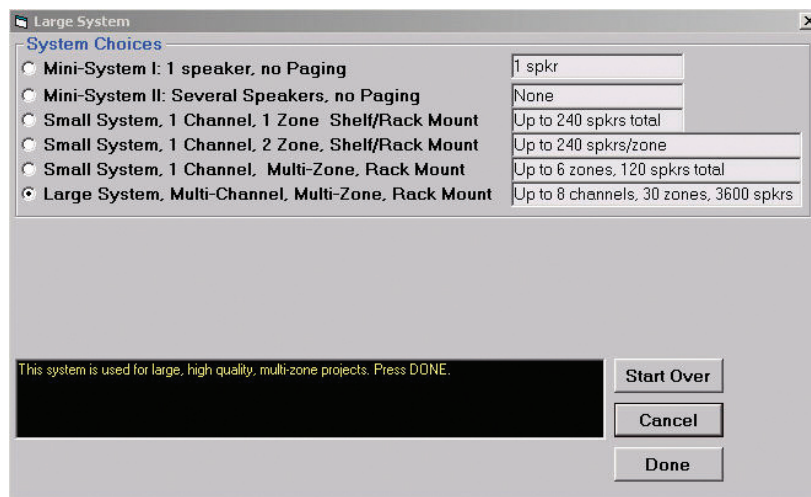 Large System
System Choices
Mini-System I: 1 speaker, no Paging
1 spkr
Mini-System II: Several Speakers, no Paging
None
Small System, 1 Channel, 1 Zone Shelf/Rack Mount
Up to 240 spkrs total
Small System, 1 Channel, 2 Zone, Shelf/Rack Mount
Up to 240 spkrs/zone
Small System, 1 Channel, Multi-Zone, Rack Mount
Up to 6 zones, 120 spkrs total
Large System, Multi-Channel, Multi-Zone, Rack Mount
Up to 8 channels, 30 zones, 3600 spkrs
This system is used for large, high quality, multi-zone projects. Press DONE.
Start Over
Cancel
Done